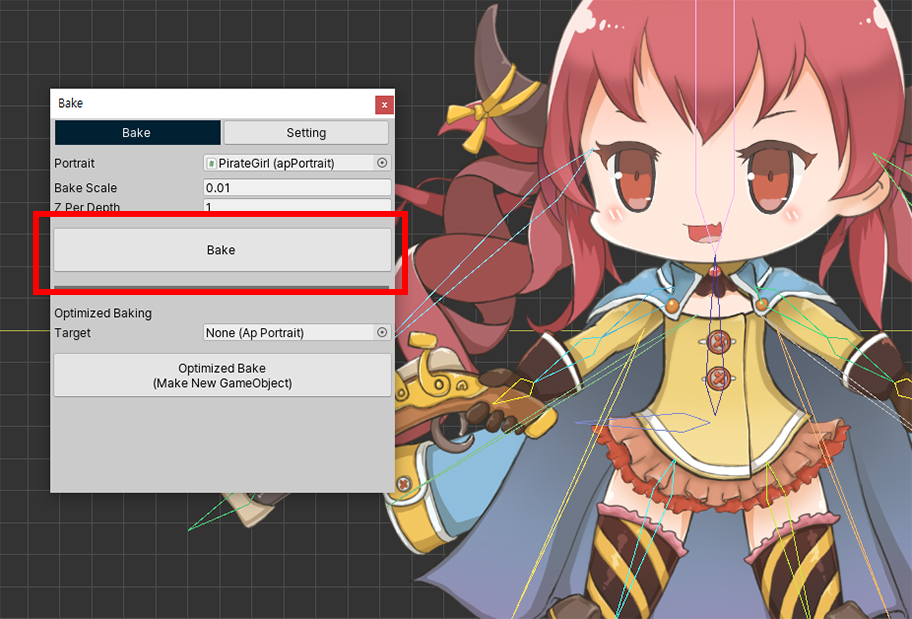 Bake
x
Bake Setting
Portrait # PirateGirl (apPortrait)
Bake Scale 0.01
Z Per Depth 1
Bake
Optimized Baking
Target None (Ap Portrait)
Optimized Bake
(Make New GameObject)